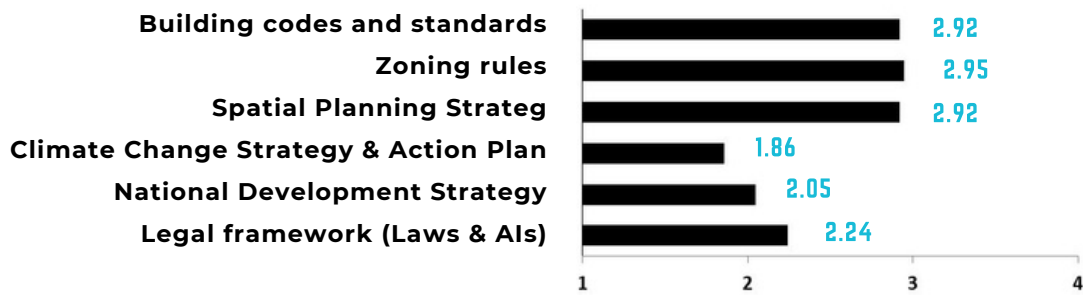 Building codes and standards 2.92
Zoning rules 2.95
Spatial Planning Strateg 2.92
Climate Change Strategy & Action Plan 1.86
National Development Strategy 2.05
Legal framework (Laws & AIs) 2.24
1 2 3 4